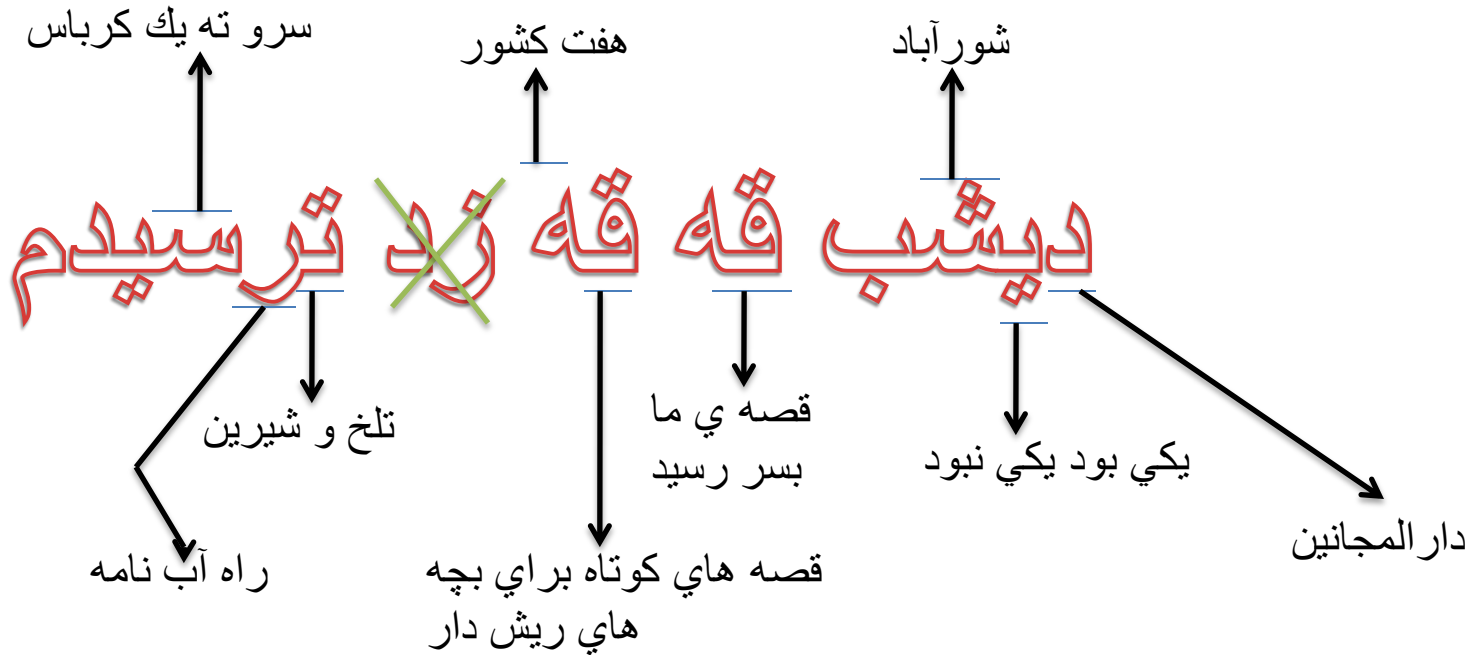 شورآباد
هفت كشور
سرو ته يك كرباس
ديشب قه قه زد ترسيدم
قصه ي ما
بسر رسيد
تلخ و شيرين
يكي بود يكي نبود
دارالمجانين
قصه هاي كوتاه براي بچه
هاي ريش دار
راه آب نامه